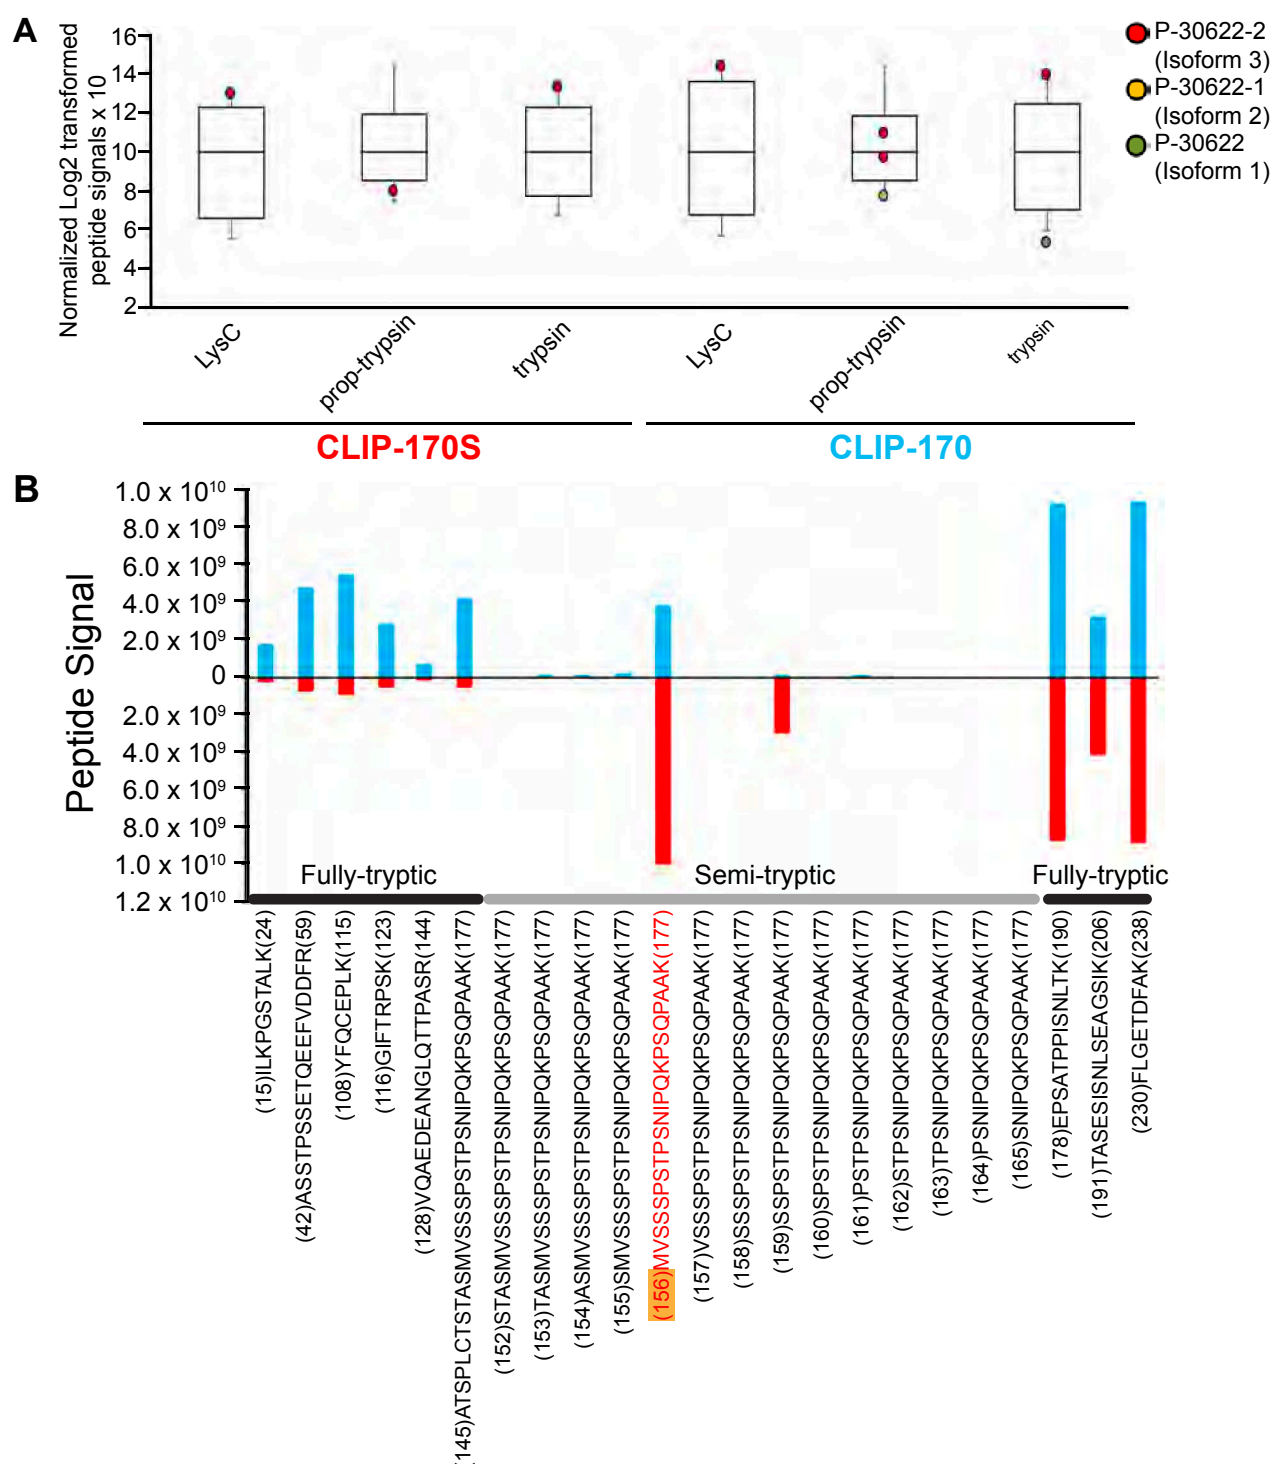 A
Normalized Log2 transformed
peptide signals x 10
16
14
12
10
8
6
4
2
P-30622-2
(Isoform 3)
P-30622-1
(Isoform 2)
P-30622
(Isoform 1)
LysC
prop-trypsin
trypsin
LysC
prop-trypsin
trypsin
CLIP-170S
CLIP-170
B
Peptide Signal
1.0 x 10¹⁰
8.0 x 10⁹
6.0 x 10⁹
4.0 x 10⁹
2.0 x 10⁹
0
2.0 x 10⁹
4.0 x 10⁹
6.0 x 10⁹
8.0 x 10⁹
1.0 x 10¹⁰
1.2 x 10¹⁰
Fully-tryptic
Semi-tryptic
Fully-tryptic
(15)ILKPGSTALK(24)
(42)ASSTPSSETQEEFVDDFR(59)
(108)YFQCEPLK(115)
(116)GIFTRPSK(123)
(128)VQAEDEANGLQTTPASR(144)
(145)ATSPLCTSTASMVSSSPSTPSNIPQKPSQPAAK(177)
(152)STASMVSSSPSTPSNIPQKPSQPAAK(177)
(153)TASMVSSSPSTPSNIPQKPSQPAAK(177)
(154)ASMVSSSPSTPSNIPQKPSQPAAK(177)
(155)SMVSSSPSTPSNIPQKPSQPAAK(177)
(156)MVSSSPSTPSNIPQKPSQPAAK(177)
(157)VSSSPSTPSNIPQKPSQPAAK(177)
(158)SSSPSTPSNIPQKPSQPAAK(177)
(159)SSPSTPSNIPQKPSQPAAK(177)
(160)SPSTPSNIPQKPSQPAAK(177)
(161)PSTPSNIPQKPSQPAAK(177)
(162)STPSNIPQKPSQPAAK(177)
(163)TPSNIPQKPSQPAAK(177)
(164)PSNIPQKPSQPAAK(177)
(165)SNIPQKPSQPAAK(177)
(178)EPSATPPISNLTK(190)
(191)TASESISNLSEAGSIK(206)
(230)FLGETDFAK(238)